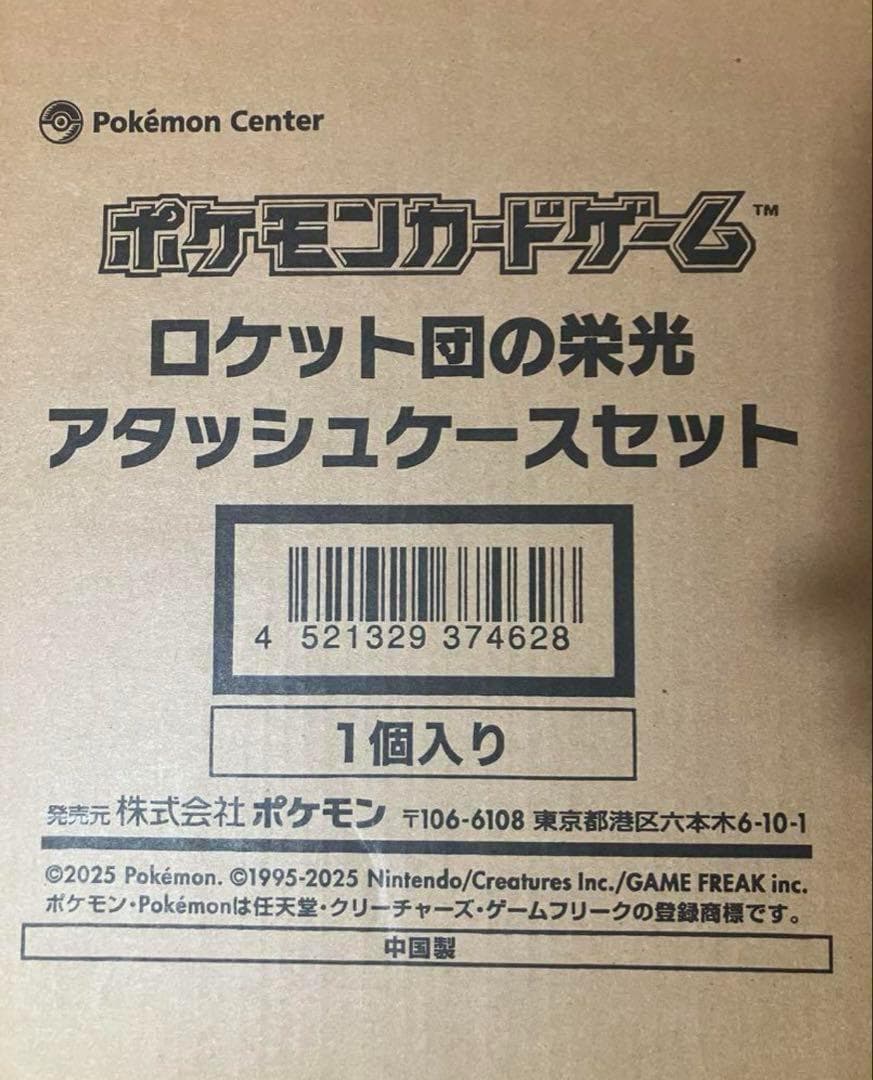 Pokémon Center
ポケモンカードゲーム™
ロケット団の栄光
アタッシュケースセット
4 521329 374628
1個入り
発売元 株式会社 ポケモン 〒106-6108 東京都港区六本木6-10-1
©2025 Pokémon. ©1995-2025 Nintendo/Creatures Inc./GAME FREAK inc.
ポケモン・Pokémonは任天堂・クリーチャーズ・ゲームフリークの登録商標です。
中国製